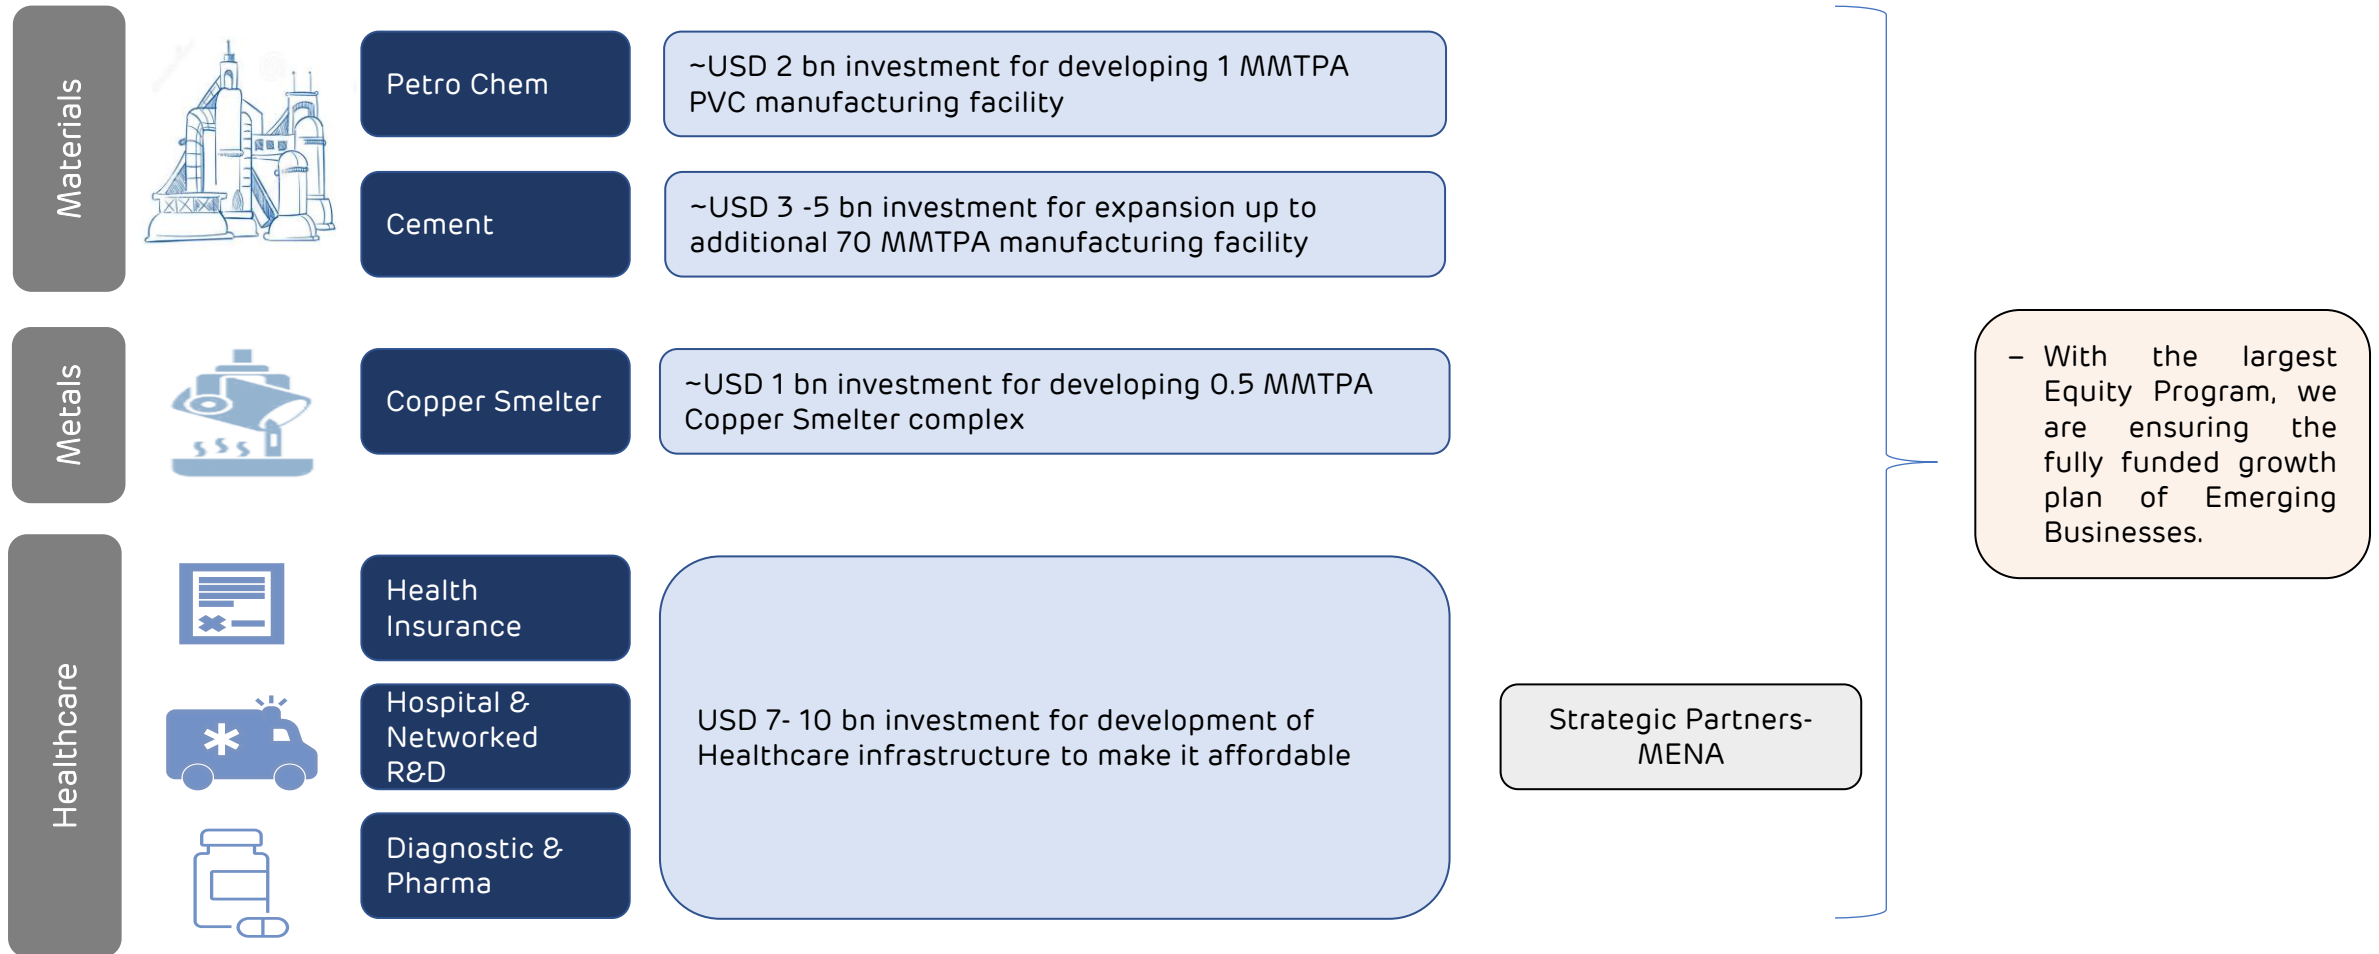 Materials
Petro Chem
~USD 2 bn investment for developing 1 MMTPA
PVC manufacturing facility
Cement
~USD 3 -5 bn investment for expansion up to
additional 70 MMTPA manufacturing facility
Metals
Copper Smelter
~USD 1 bn investment for developing 0.5 MMTPA
Copper Smelter complex
Healthcare
Health
Insurance
Hospital &
Networked
R&D
Diagnostic &
Pharma
USD 7- 10 bn investment for development of
Healthcare infrastructure to make it affordable
Strategic Partners-
MENA
– With the largest
Equity Program, we
are ensuring the
fully funded growth
plan of Emerging
Businesses.